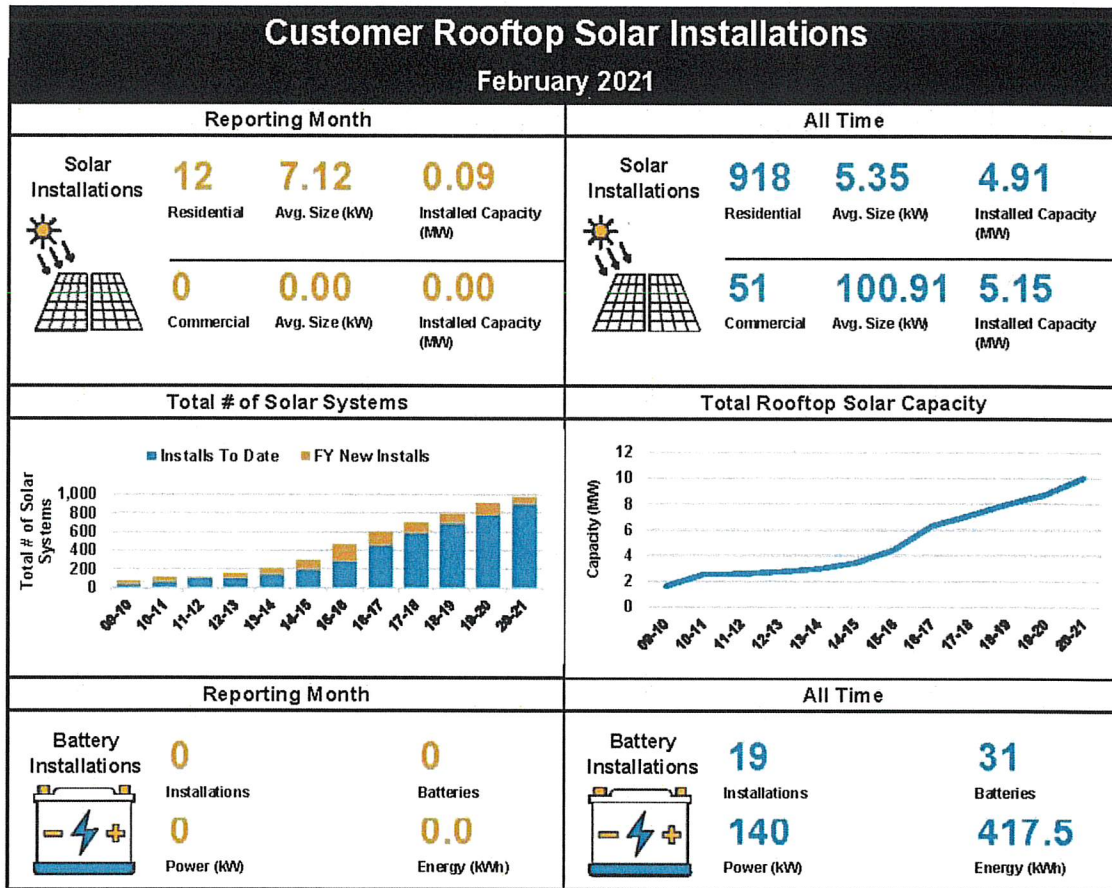 Customer Rooftop Solar Installations
February 2021
Reporting Month
Solar Installations
12
7.12
0.09
Residential
Avg. Size (kW)
Installed Capacity (MW)
0
0.00
0.00
Commercial
Avg. Size (kW)
Installed Capacity (MW)
All Time
Solar Installations
918
5.35
4.91
Residential
Avg. Size (kW)
Installed Capacity (MW)
51
100.91
5.15
Commercial
Avg. Size (kW)
Installed Capacity (MW)
Total # of Solar Systems
Installs To Date
FY New Installs
Total # of Solar Systems
1,000
800
600
400
200
0
09-10
10-11
11-12
12-13
13-14
14-15
15-16
16-17
17-18
18-19
19-20
20-21
Total Rooftop Solar Capacity
Capacity (MW)
12
10
8
6
4
2
0
09-10
10-11
11-12
12-13
13-14
14-15
15-16
16-17
17-18
18-19
19-20
20-21
Reporting Month
Battery Installations
0
0
Installations
Batteries
0
0.0
Power (kW)
Energy (kWh)
All Time
Battery Installations
19
31
Installations
Batteries
140
417.5
Power (kW)
Energy (kWh)